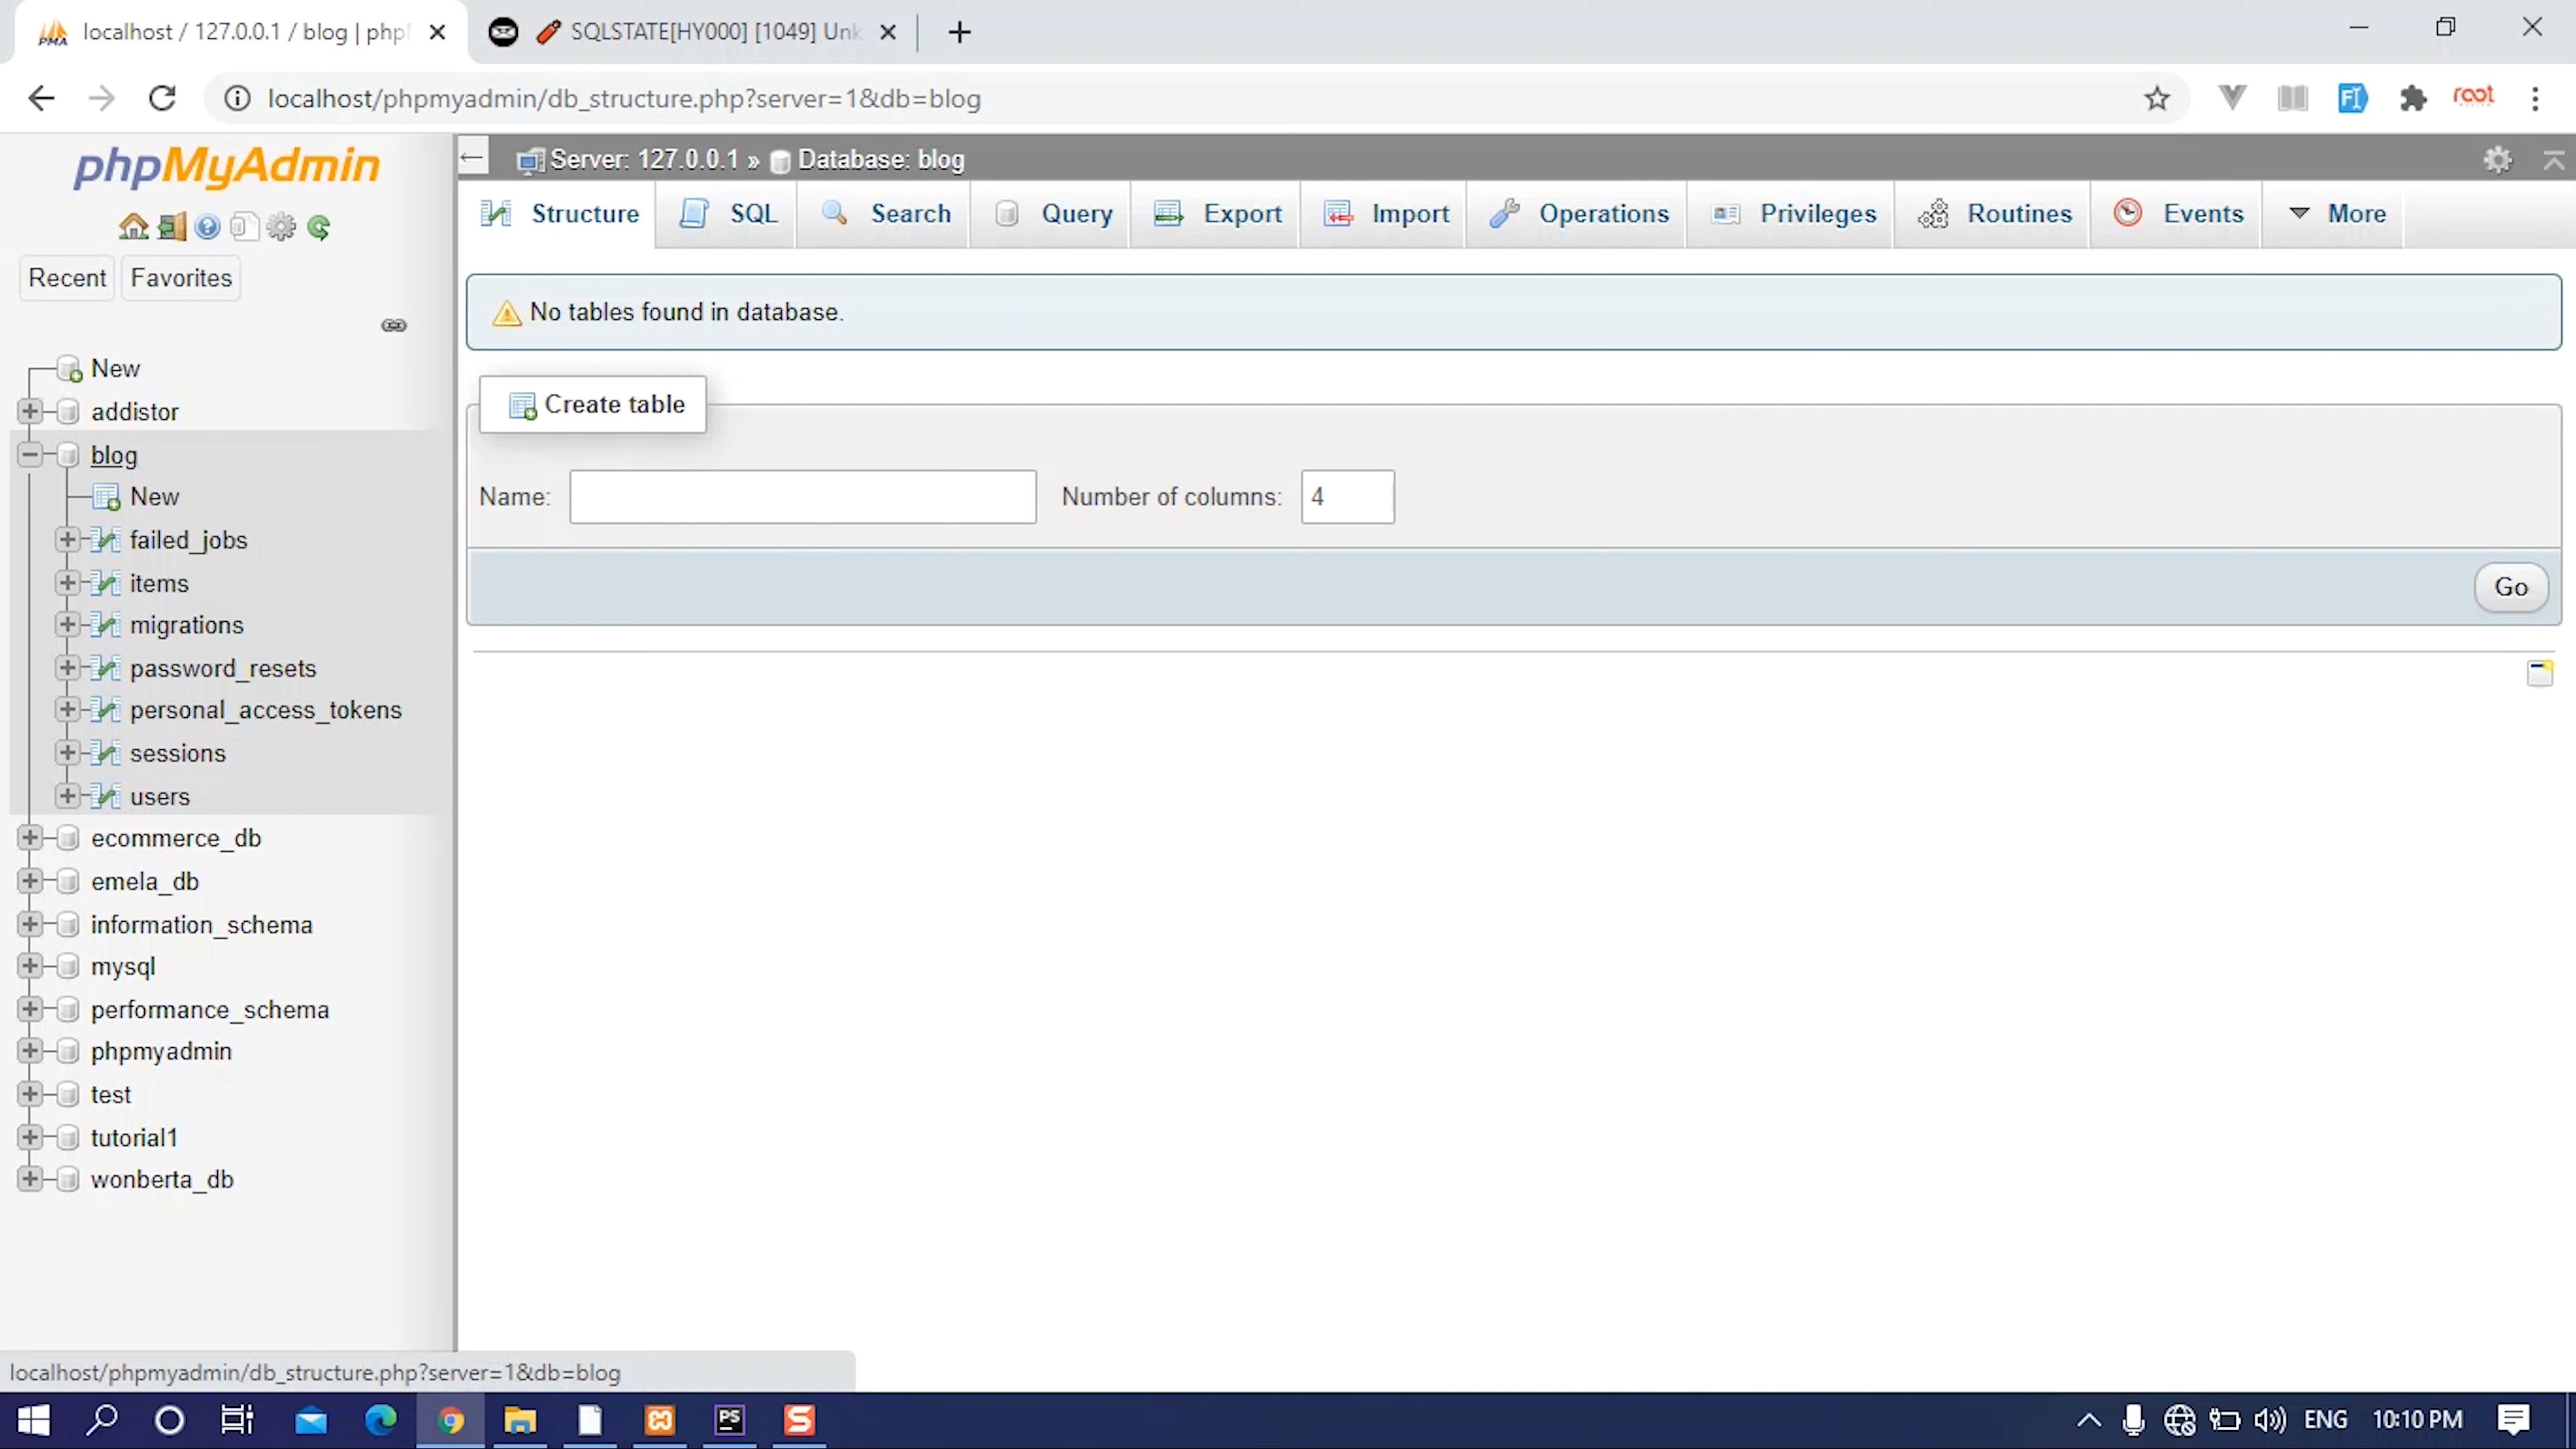 localhost / 127.0.0.1 / blog | php
SQLSTATE[HY000] [1049] Unk
localhost/phpmyadmin/db_structure.php?server=1&db=blog
root
phpMyAdmin
Server: 127.0.0.1 » Database: blog
Structure SQL Search Query Export Import Operations Privileges Routines Events More
Recent Favorites
No tables found in database.
Create table
Name: Number of columns: 4
Go
New
addistor
blog
New
failed_jobs
items
migrations
password_resets
personal_access_tokens
sessions
users
ecommerce_db
emela_db
information_schema
mysql
performance_schema
phpmyadmin
test
tutorial1
wonberta_db
localhost/phpmyadmin/db_structure.php?server=1&db=blog
ENG 10:10 PM